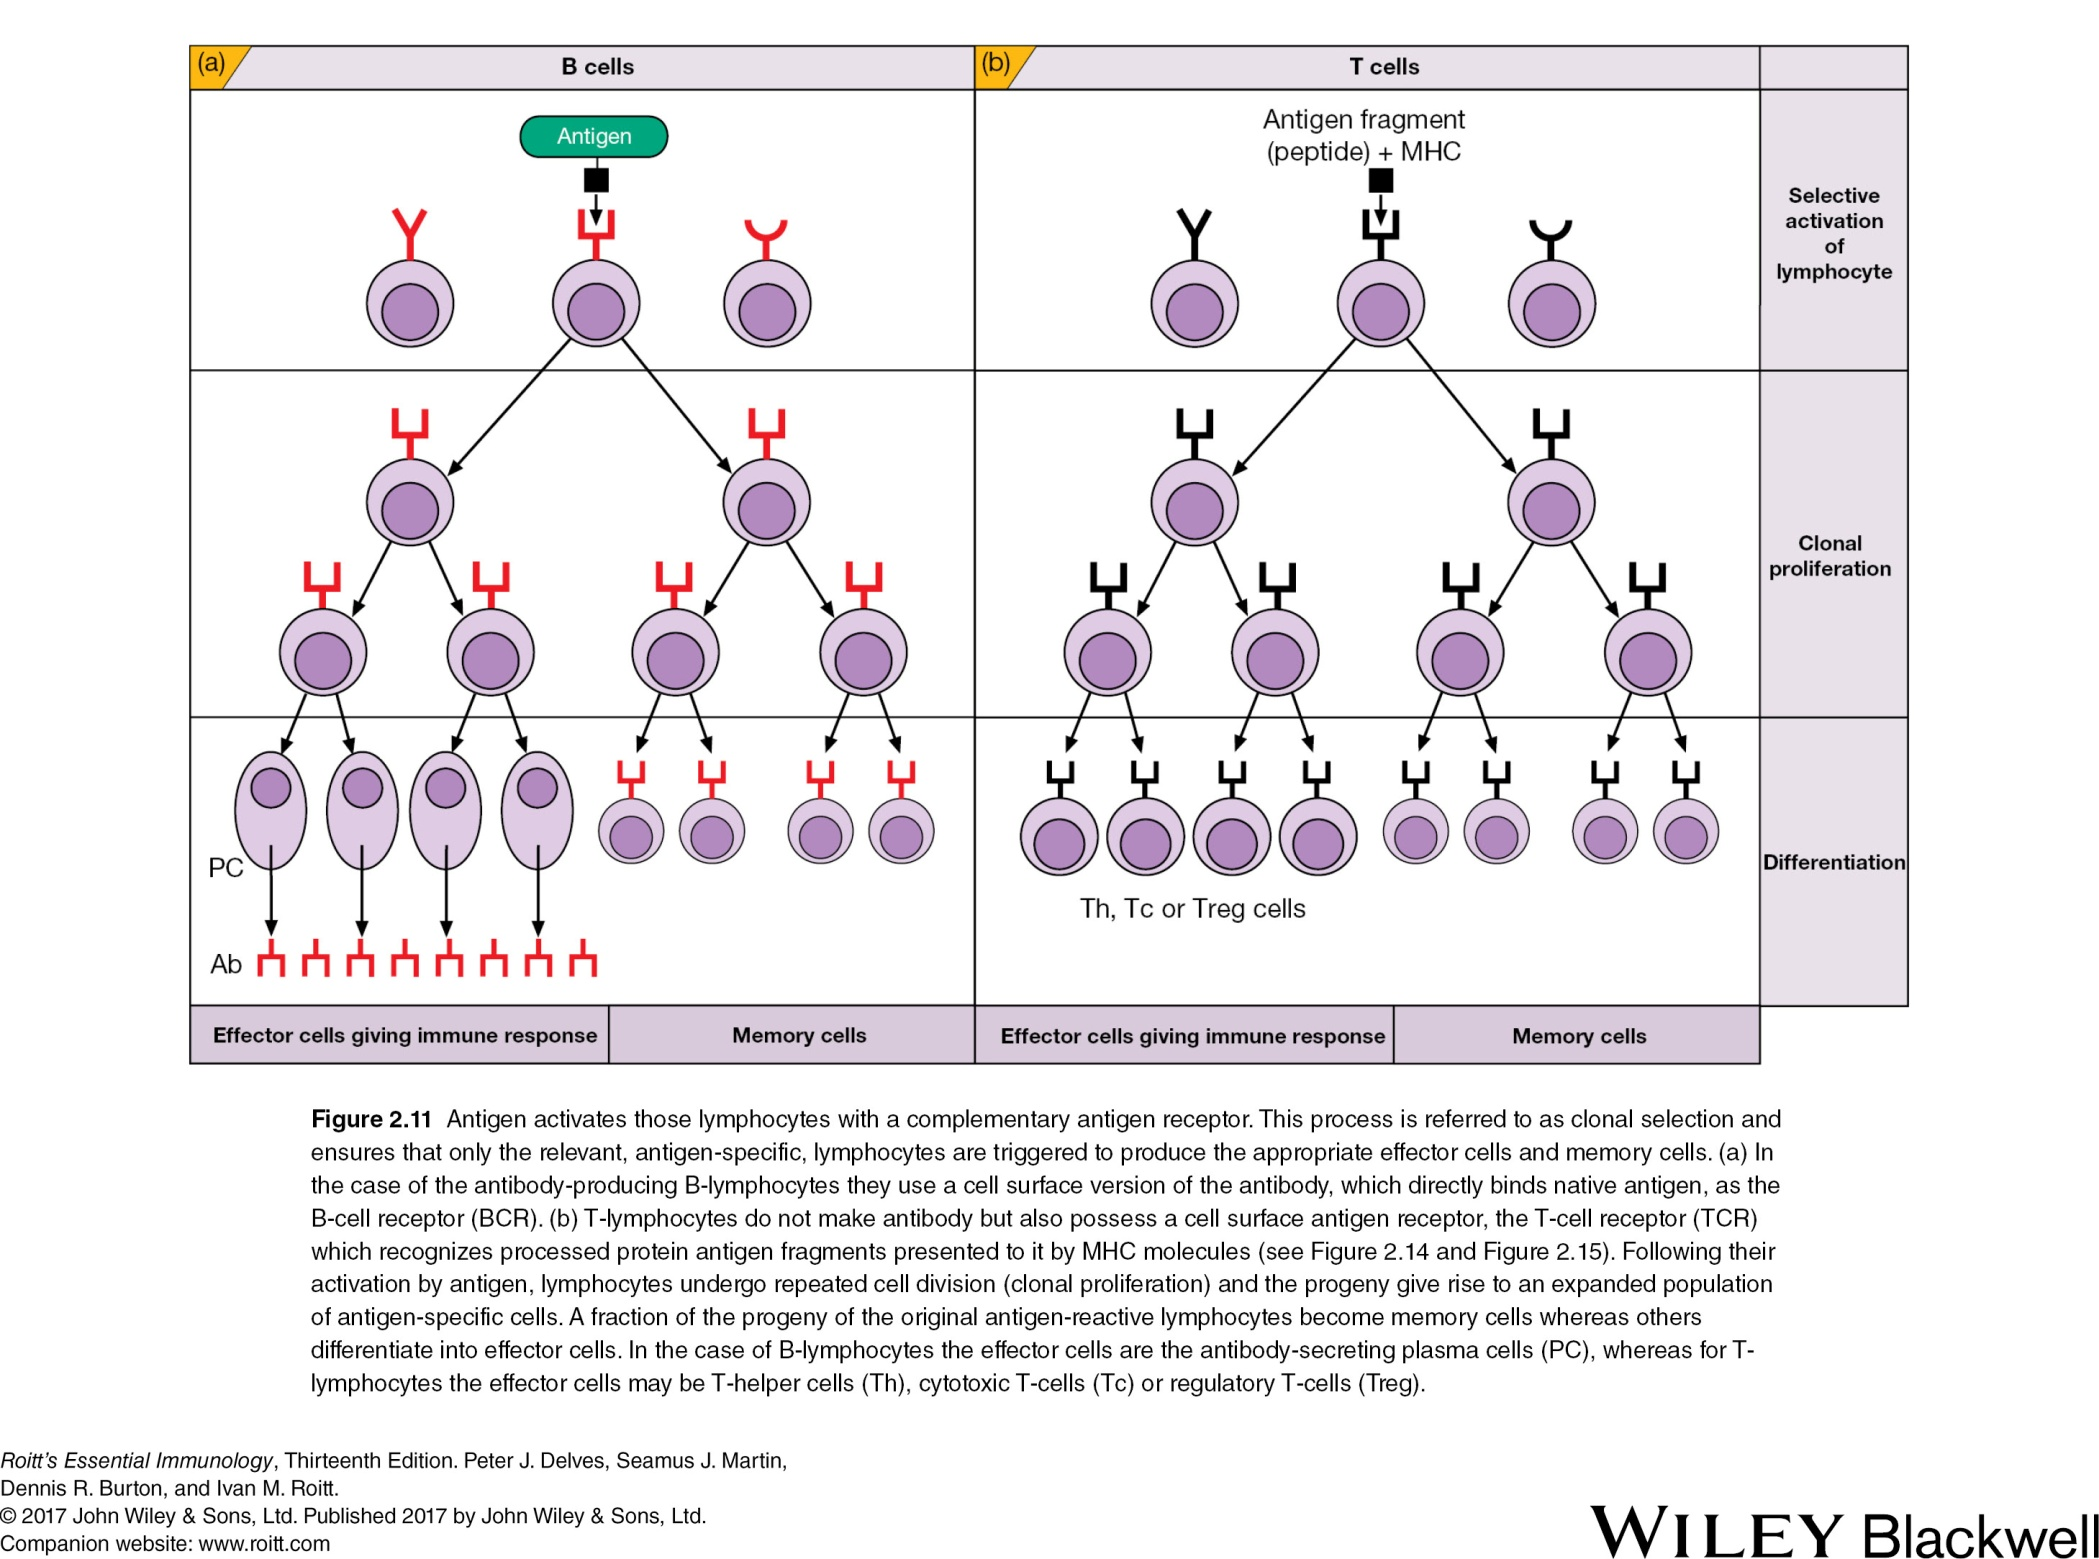 (a)
B cells
(b)
T cells
Antigen
Antigen fragment
(peptide) + MHC
Selective
activation
of
lymphocyte
Clonal
proliferation
PC
Ab
Th, Tc or Treg cells
Differentiation
Effector cells giving immune response
Memory cells
Effector cells giving immune response
Memory cells
Figure 2.11 Antigen activates those lymphocytes with a complementary antigen receptor. This process is referred to as clonal selection and
ensures that only the relevant, antigen-specific, lymphocytes are triggered to produce the appropriate effector cells and memory cells. (a) In
the case of the antibody-producing B-lymphocytes they use a cell surface version of the antibody, which directly binds native antigen, as the
B-cell receptor (BCR). (b) T-lymphocytes do not make antibody but also possess a cell surface antigen receptor, the T-cell receptor (TCR)
which recognizes processed protein antigen fragments presented to it by MHC molecules (see Figure 2.14 and Figure 2.15). Following their
activation by antigen, lymphocytes undergo repeated cell division (clonal proliferation) and the progeny give rise to an expanded population
of antigen-specific cells. A fraction of the progeny of the original antigen-reactive lymphocytes become memory cells whereas others
differentiate into effector cells. In the case of B-lymphocytes the effector cells are the antibody-secreting plasma cells (PC), whereas for T-
lymphocytes the effector cells may be T-helper cells (Th), cytotoxic T-cells (Tc) or regulatory T-cells (Treg).
Roitt's Essential Immunology, Thirteenth Edition. Peter J. Delves, Seamus J. Martin,
Dennis R. Burton, and Ivan M. Roitt.
© 2017 John Wiley & Sons, Ltd. Published 2017 by John Wiley & Sons, Ltd.
Companion website: www.roitt.com
WILEY Blackwell